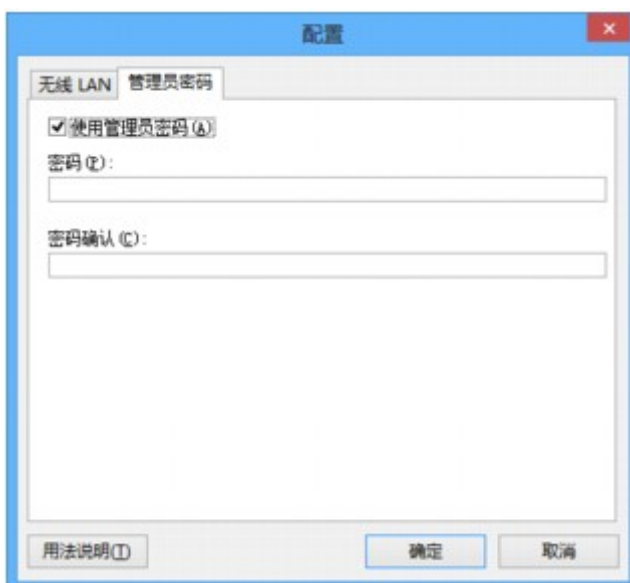 配置
无线 LAN 管理员密码
使用管理员密码(A)
密码(P):
密码确认(C):
用法说明(T) 确定 取消